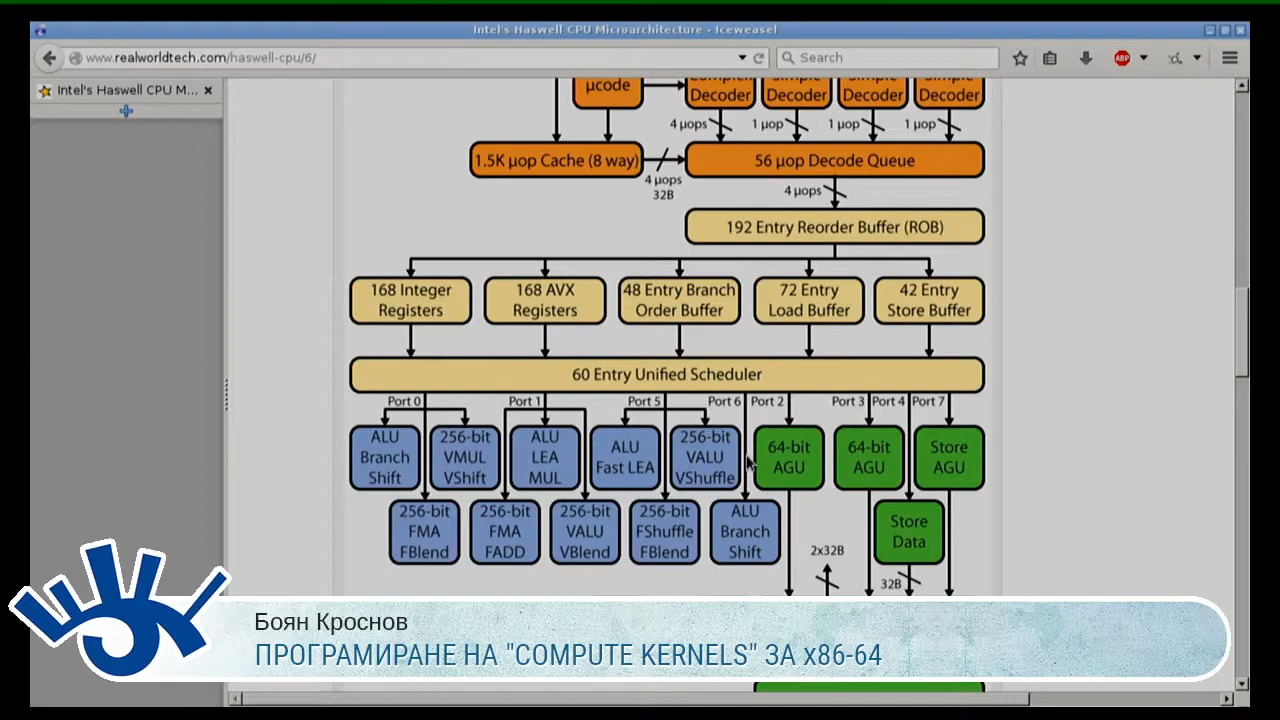 Intel's Haswell CPU Microarchitecture - Iceweasel
www.realworldtech.com/haswell-cpu/6/
Search
ABP
Intel's Haswell CPU M...
μcode
Complex Decoder
Simple Decoder
Simple Decoder
Simple Decoder
4 μops
1 μop
1 μop
1 μop
1.5K μop Cache (8 way)
4 μops
32B
56 μop Decode Queue
4 μops
192 Entry Reorder Buffer (ROB)
168 Integer
Registers
168 AVX
Registers
48 Entry Branch
Order Buffer
72 Entry
Load Buffer
42 Entry
Store Buffer
60 Entry Unified Scheduler
Port 0
Port 1
Port 5
Port 6
Port 2
Port 3
Port 4
Port 7
ALU
Branch
Shift
256-bit
VMUL
VShift
ALU
LEA
MUL
ALU
Fast LEA
256-bit
VALU
VShuffle
64-bit
AGU
64-bit
AGU
Store
AGU
256-bit
FMA
FBlend
256-bit
FMA
FADD
256-bit
VALU
VBlend
256-bit
FShuffle
FBlend
ALU
Branch
Shift
Store
Data
2x32B
32B
Боян Кроснов
ПРОГРАМИРАНЕ НА "COMPUTE KERNELS" ЗА x86-64